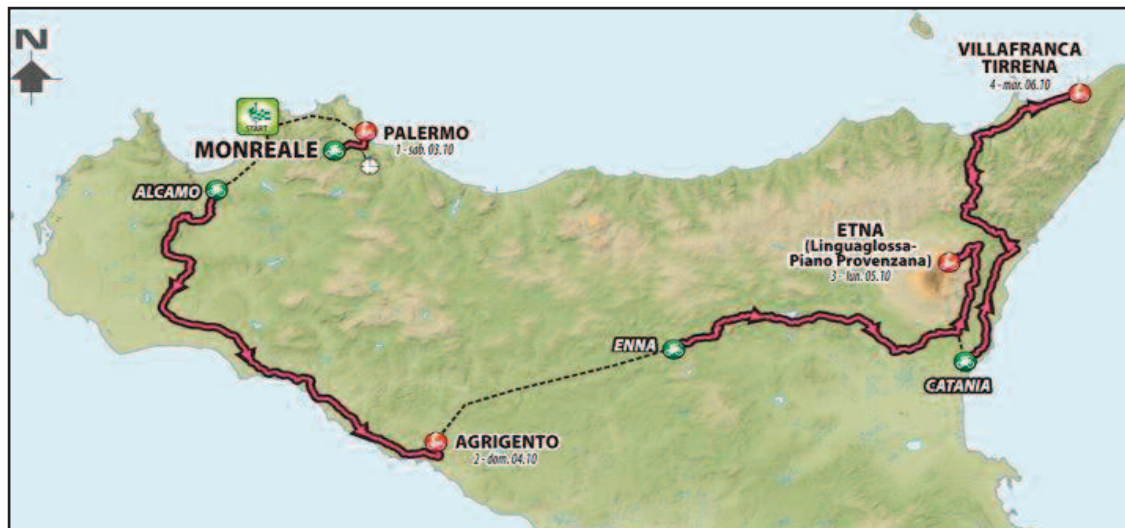 N
VILLAFRANCA
TIRRENA
4 - mar. 06.10
START
PALERMO
1 - sab. 03.10
MONREALE
ALCAMO
ETNA
(Linguaglossa-
Piano Provenzana)
3 - lun. 05.10
ENNA
CATANIA
AGRIGENTO
2 - dom. 04.10